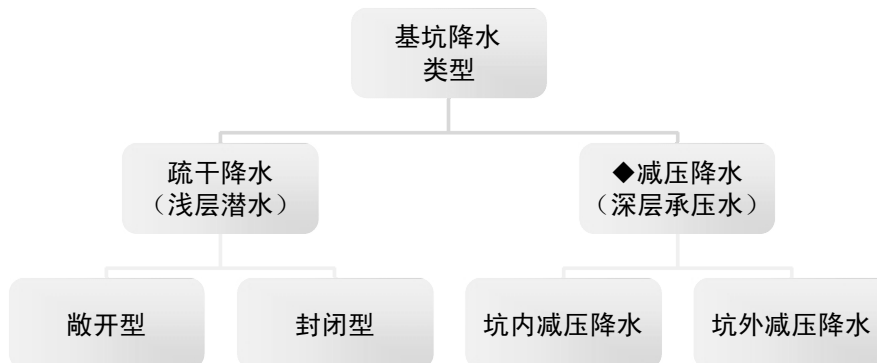 基坑降水
类型
疏干降水
（浅层潜水）
◆减压降水
（深层承压水）
敞开型
封闭型
坑内减压降水
坑外减压降水